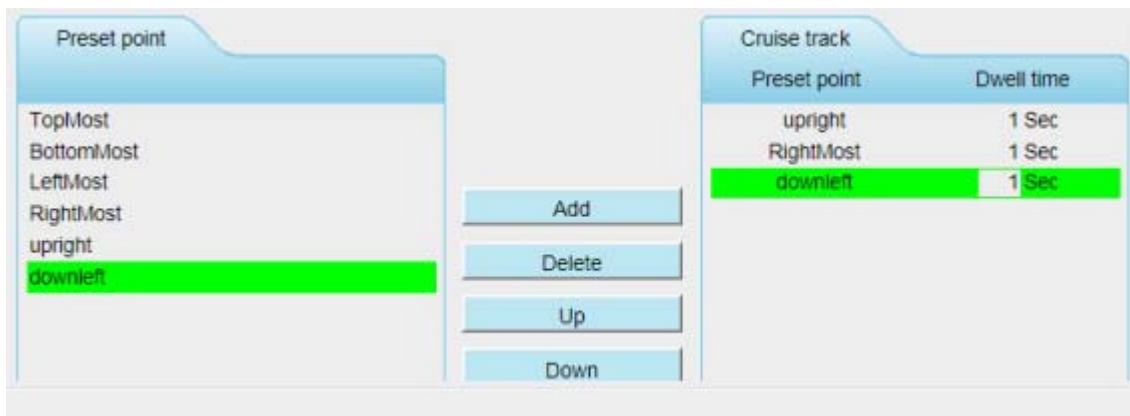 Preset point
TopMost
BottomMost
LeftMost
RightMost
upright
downleft
Add
Delete
Up
Down
Cruise track
Preset point Dwell time
upright 1 Sec
RightMost 1 Sec
downleft 1 Sec